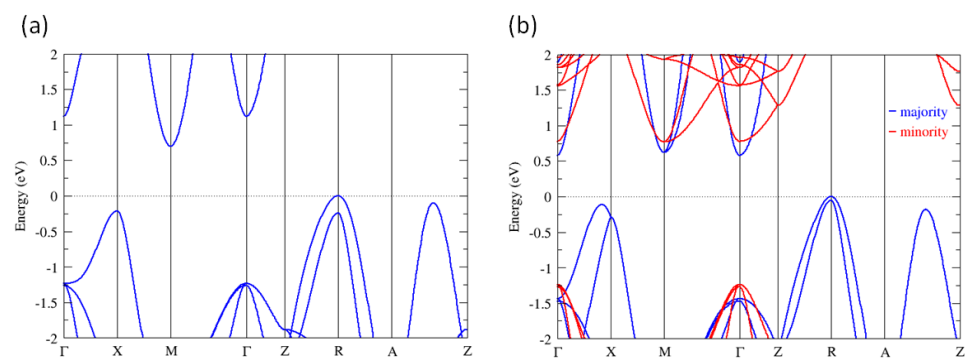 (a)
(b)
2
1.5
1
0.5
0
-0.5
-1
-1.5
-2
Energy (eV)
Γ X M Γ Z R A Z
2
1.5
1
0.5
0
-0.5
-1
-1.5
-2
Energy (eV)
majority
minority
Γ X M Γ Z R A Z